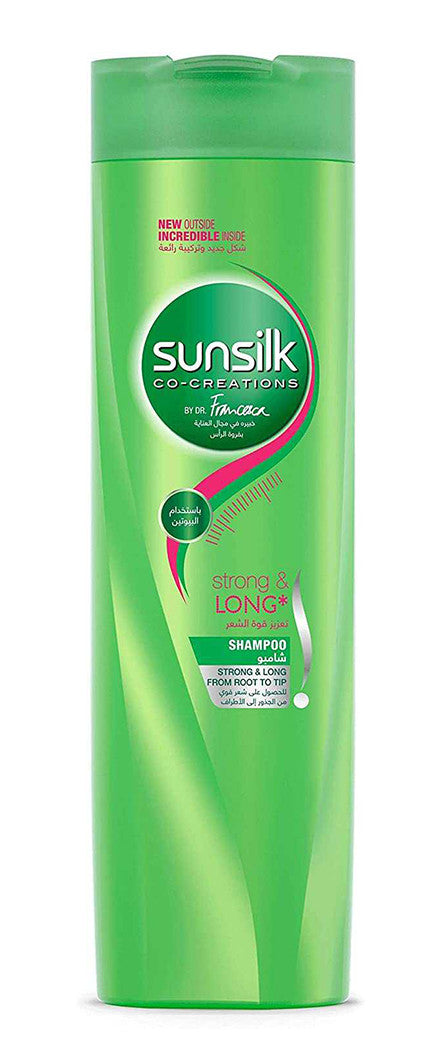 NEW OUTSIDE
INCREDIBLE INSIDE
شكل جديد وتركيبة رائعة
sunsilk
CO-CREATIONS
BY DR. Francesca
خبيرة في مجال العناية
بفروة الرأس
باستخدام
البيوتين
strong &
LONG*
تعزيز قوة الشعر
SHAMPOO
شامبو
STRONG & LONG
FROM ROOT TO TIP
للحصول على شعر قوي
من الجذور إلى الأطراف